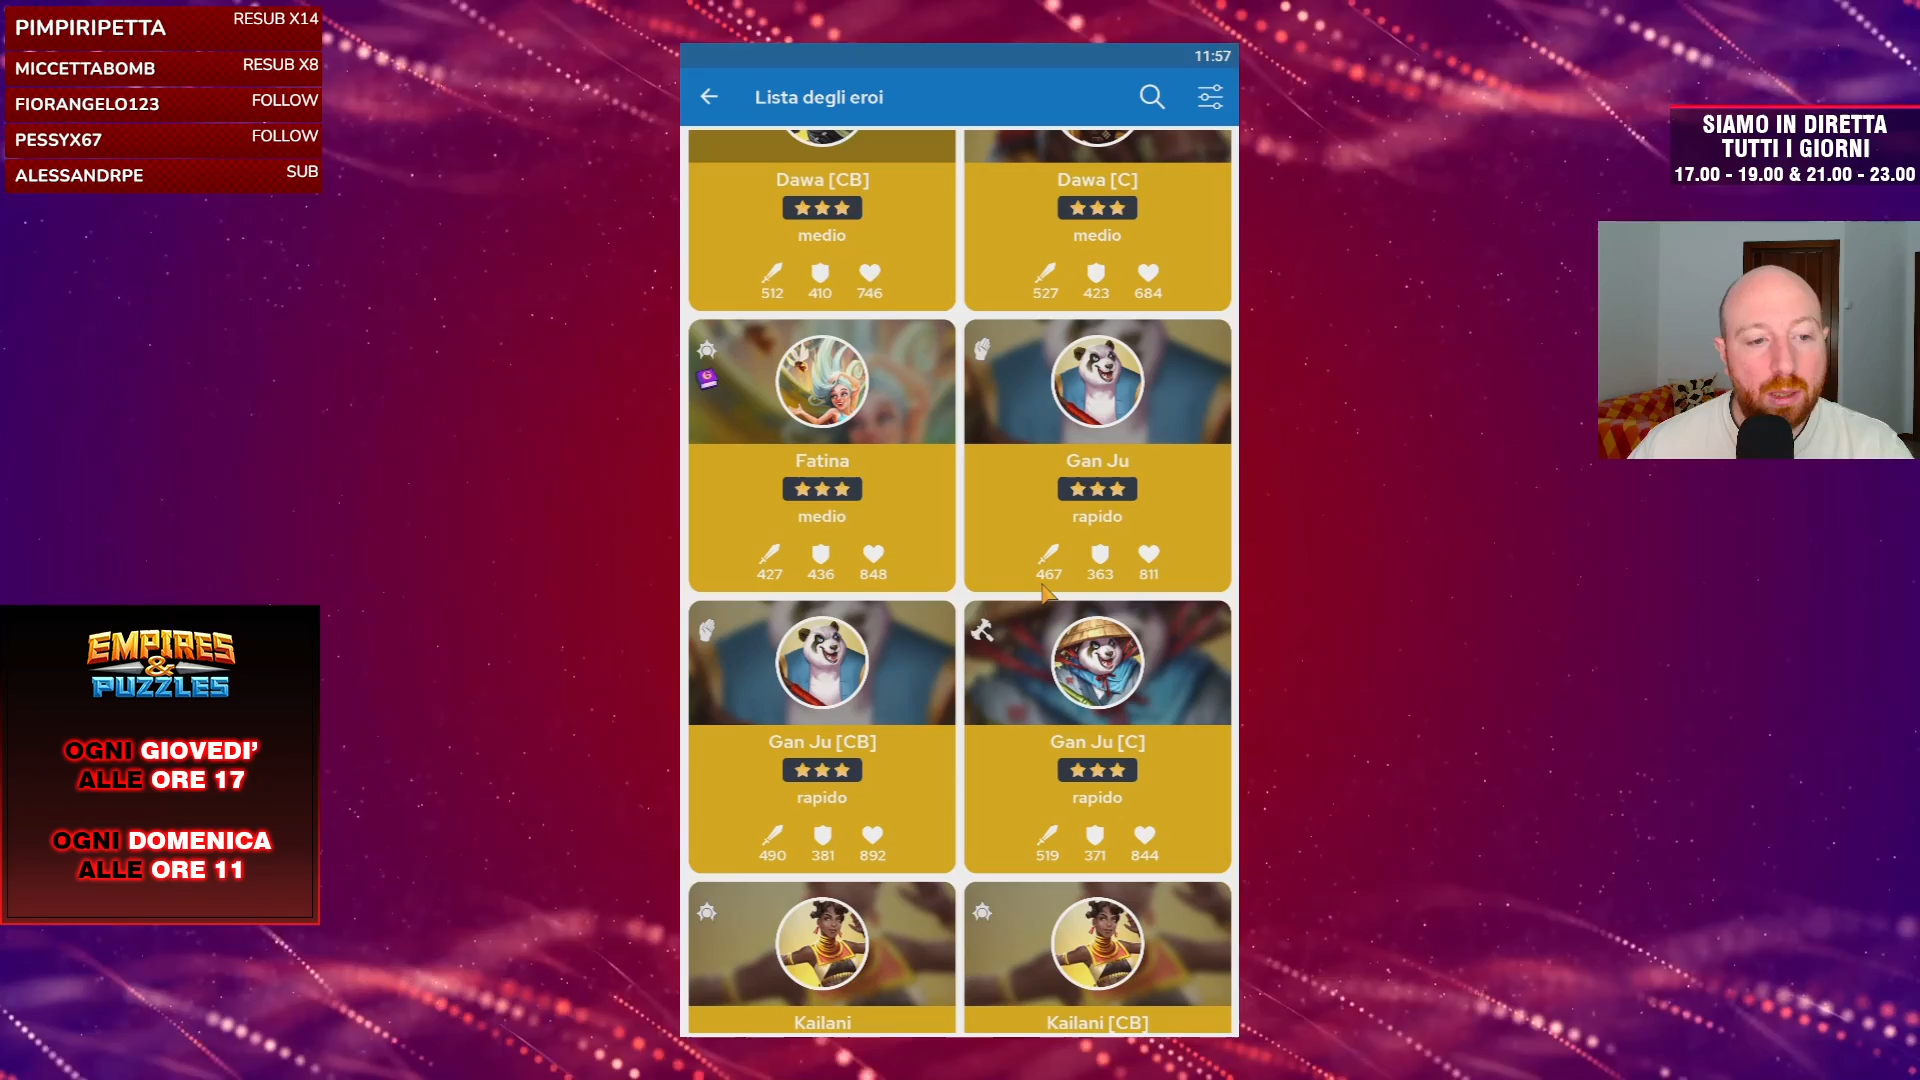 PIMPIRIPETTA RESUB X14
MICCETTABOMB RESUB X8
FIORANGELO123 FOLLOW
PESSYX67 FOLLOW
ALESSANDRPE SUB
11:57
Lista degli eroi
Dawa [CB]
medio
512 410 746
Dawa [C]
medio
527 423 684
6
Fatina
medio
427 436 848
Gan Ju
rapido
467 363 811
Gan Ju [CB]
rapido
490 381 892
Gan Ju [C]
rapido
519 371 844
Kailani
Kailani [CB]
SIAMO IN DIRETTA
TUTTI I GIORNI
17.00 - 19.00 & 21.00 - 23.00
EMPIRES
&
PUZZLES
OGNI GIOVEDI’
ALLE ORE 17
OGNI DOMENICA
ALLE ORE 11